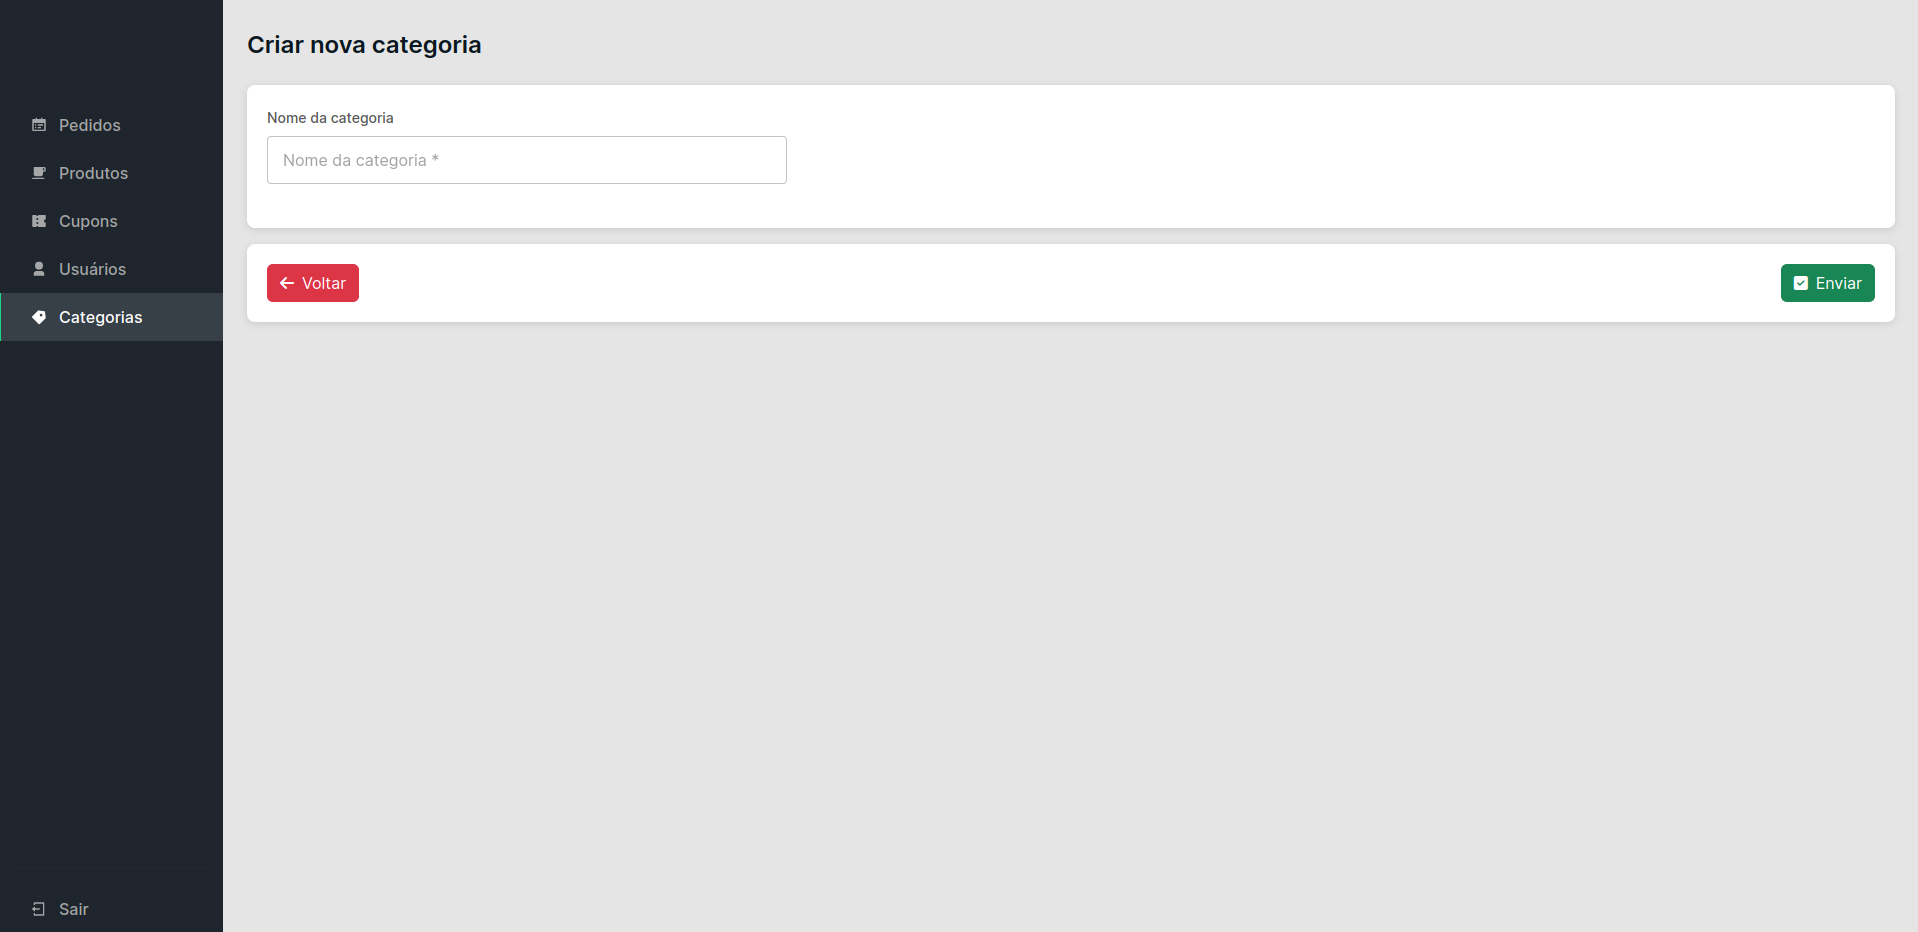 Criar nova categoria
Pedidos
Produtos
Cupons
Usuários
Categorias
Sair
Nome da categoria
Nome da categoria *
Voltar
Enviar